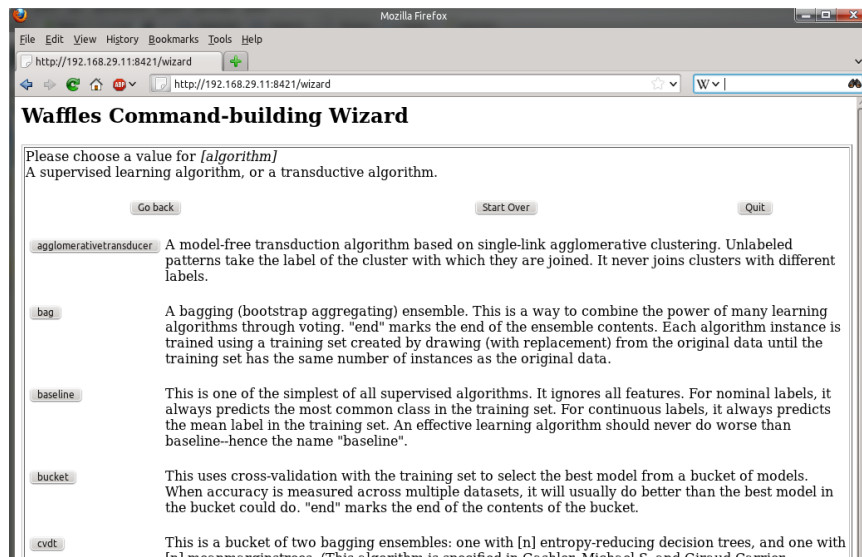 Mozilla Firefox
File Edit View History Bookmarks Tools Help
http://192.168.29.11:8421/wizard
http://192.168.29.11:8421/wizard
W
Waffles Command-building Wizard
Please choose a value for [algorithm]
A supervised learning algorithm, or a transductive algorithm.
Go back Start Over Quit
agglomerativetransducer A model-free transduction algorithm based on single-link agglomerative clustering. Unlabeled
patterns take the label of the cluster with which they are joined. It never joins clusters with different
labels.
bag A bagging (bootstrap aggregating) ensemble. This is a way to combine the power of many learning
algorithms through voting. "end" marks the end of the ensemble contents. Each algorithm instance is
trained using a training set created by drawing (with replacement) from the original data until the
training set has the same number of instances as the original data.
baseline This is one of the simplest of all supervised algorithms. It ignores all features. For nominal labels, it
always predicts the most common class in the training set. For continuous labels, it always predicts
the mean label in the training set. An effective learning algorithm should never do worse than
baseline--hence the name "baseline".
bucket This uses cross-validation with the training set to select the best model from a bucket of models.
When accuracy is measured across multiple datasets, it will usually do better than the best model in
the bucket could do. "end" marks the end of the contents of the bucket.
cvdt This is a bucket of two bagging ensembles: one with [n] entropy-reducing decision trees, and one with
[n] meanmarginstrees. (This algorithm is specified in